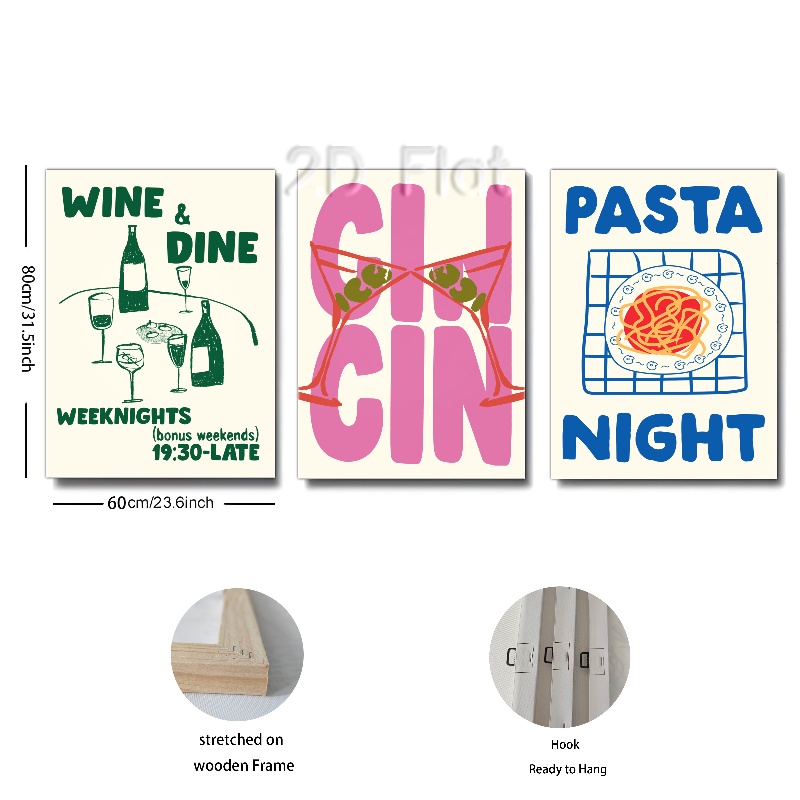 2D Flat
WINE &
DINE
WEEKNIGHTS
(bonus weekends)
19:30-LATE
CIN
CIN
PASTA
NIGHT
80cm/31.5inch
60cm/23.6inch
stretched on
wooden Frame
Hook
Ready to Hang